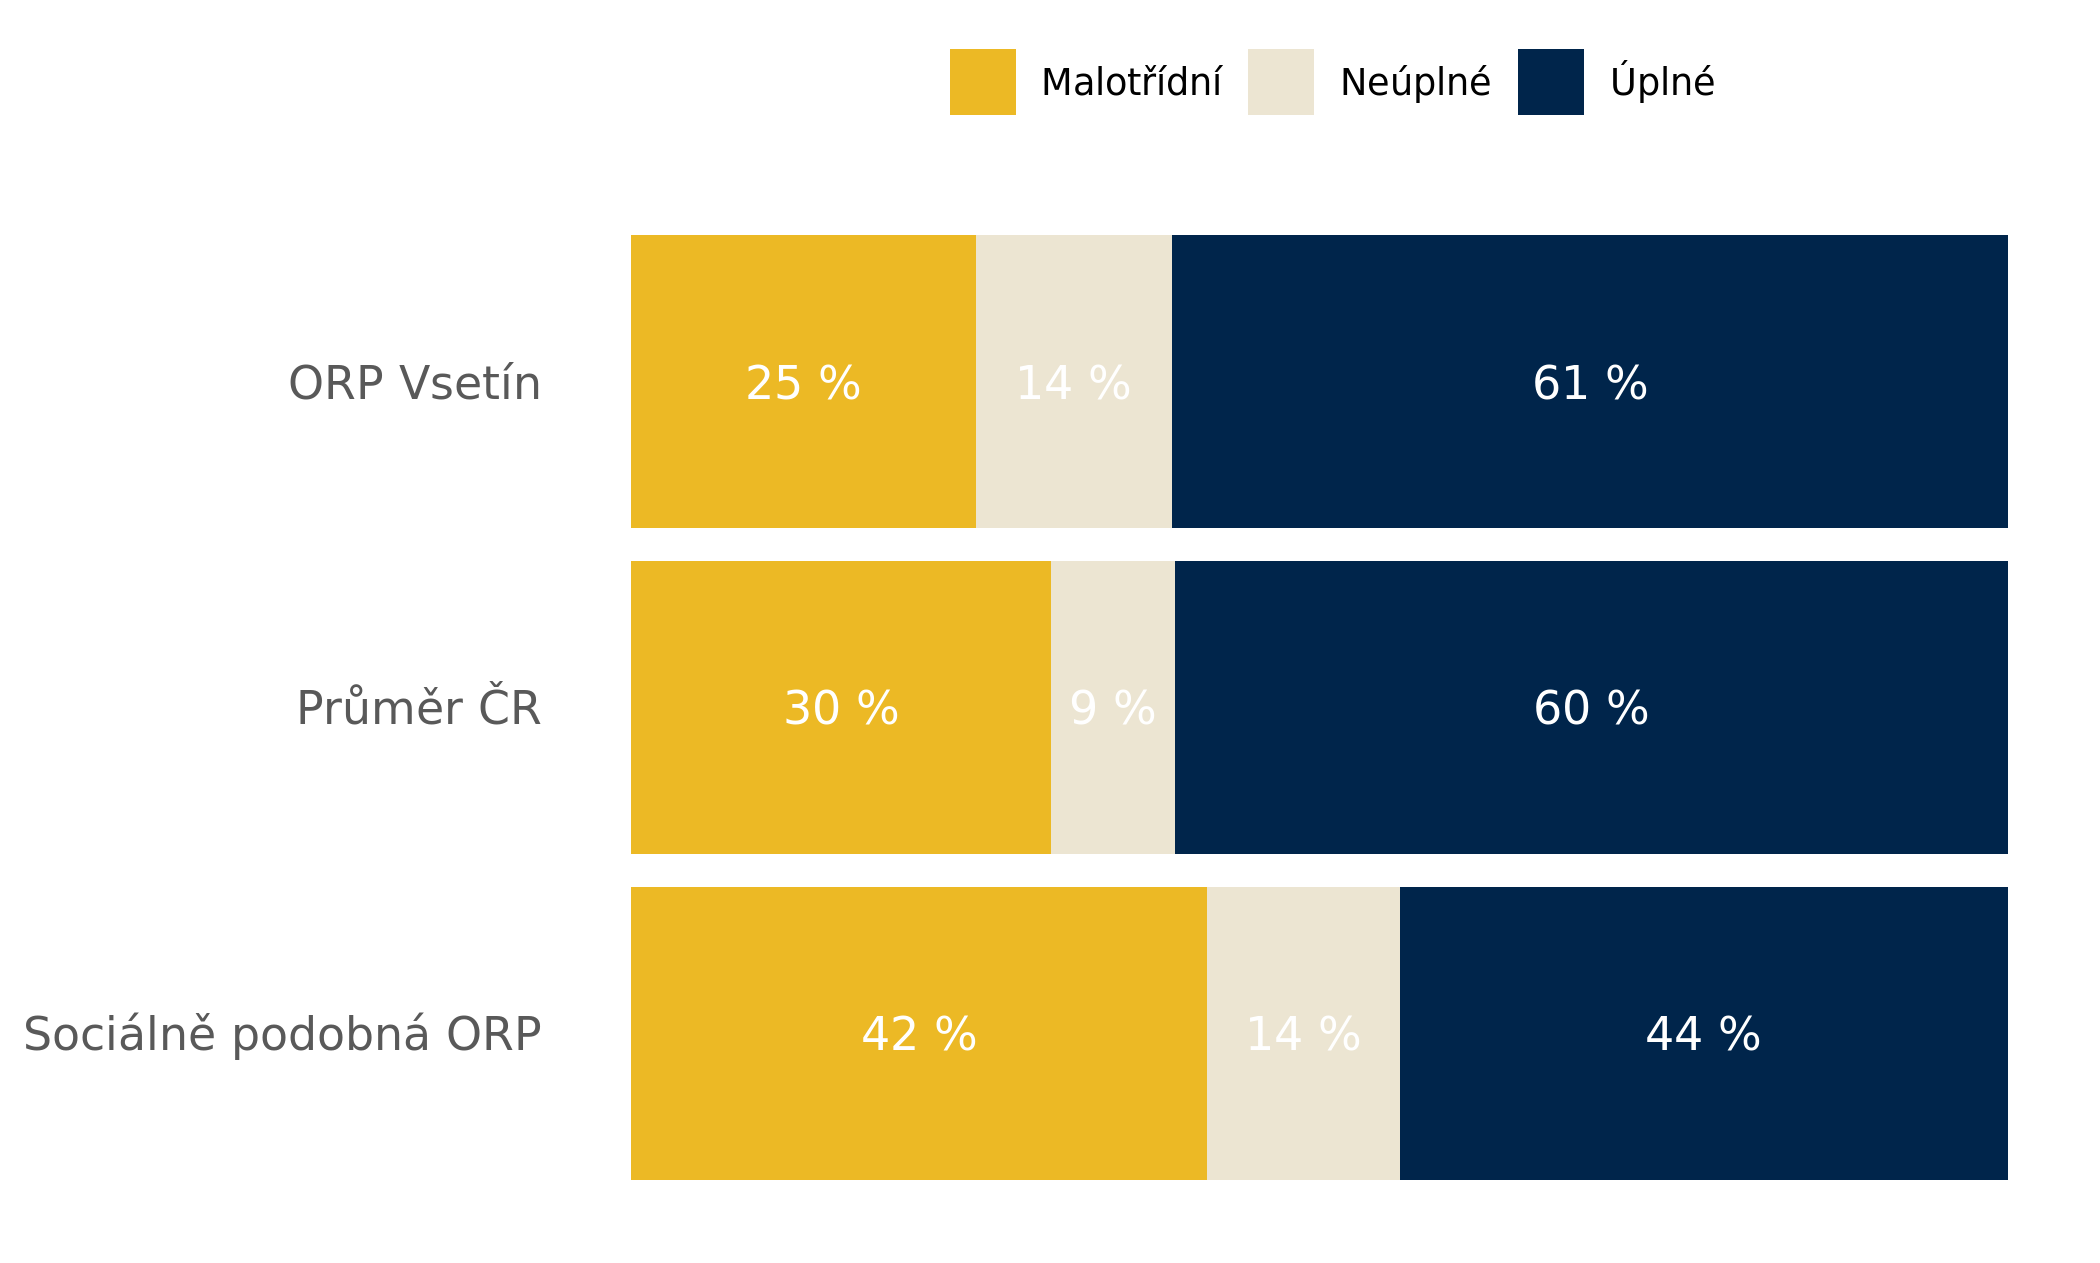 Malotřídní Neúplné Úplné
ORP Vsetín 25 % 14 % 61 %
Průměr ČR 30 % 9 % 60 %
Sociálně podobná ORP 42 % 14 % 44 %